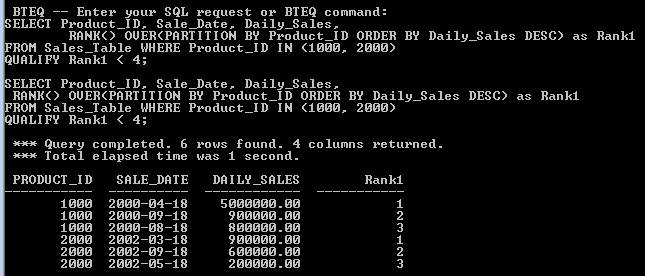 BTEQ -- Enter your SQL request or BTEQ command:
SELECT Product_ID, Sale_Date, Daily_Sales,
RANK() OVER(PARTITION BY Product_ID ORDER BY Daily_Sales DESC) as Rank1
FROM Sales_Table WHERE Product_ID IN (1000, 2000)
QUALIFY Rank1 < 4;
SELECT Product_ID, Sale_Date, Daily_Sales,
RANK() OVER(PARTITION BY Product_ID ORDER BY Daily_Sales DESC) as Rank1
FROM Sales_Table WHERE Product_ID IN (1000, 2000)
QUALIFY Rank1 < 4;
*** Query completed. 6 rows found. 4 columns returned.
*** Total elapsed time was 1 second.
PRODUCT_ID SALE_DATE DAILY_SALES Rank1
----------- ---------- ------------ -----------
1000 2000-04-18 5000000.00 1
1000 2000-09-18 900000.00 2
1000 2000-08-18 800000.00 3
2000 2002-03-18 900000.00 1
2000 2002-09-18 600000.00 2
2000 2002-05-18 200000.00 3